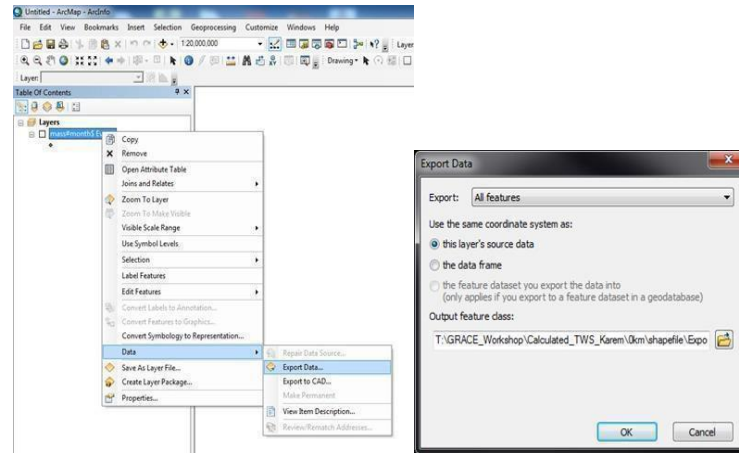 Untitled - ArcMap - ArcInfo
File Edit View Bookmarks Insert Selection Geoprocessing Customize Windows Help
1:20,000,000
Layer
Drawing
Layer:
Table Of Contents
Layers
Copy
Remove
Open Attribute Table
Joins and Relates
Zoom To Layer
Zoom To Make Visible
Visible Scale Range
Use Symbol Levels
Selection
Label Features
Edit Features
Convert Labels to Annotation...
Convert Features to Graphics...
Convert Symbology to Representation...
Data
Save As Layer File...
Create Layer Package...
Properties...
Repair Data Source...
Export Data...
Export to CAD...
Make Permanent
View Item Description...
Review/Rematch Addresses...
Export Data
Export: All features
Use the same coordinate system as:
this layer's source data
the data frame
the feature dataset you export the data into
(only applies if you export to a feature dataset in a geodatabase)
Output feature class:
T:\GRACE_Workshop\Calculated_TWS_Karem\0km\shapefile\Expo
OK Cancel